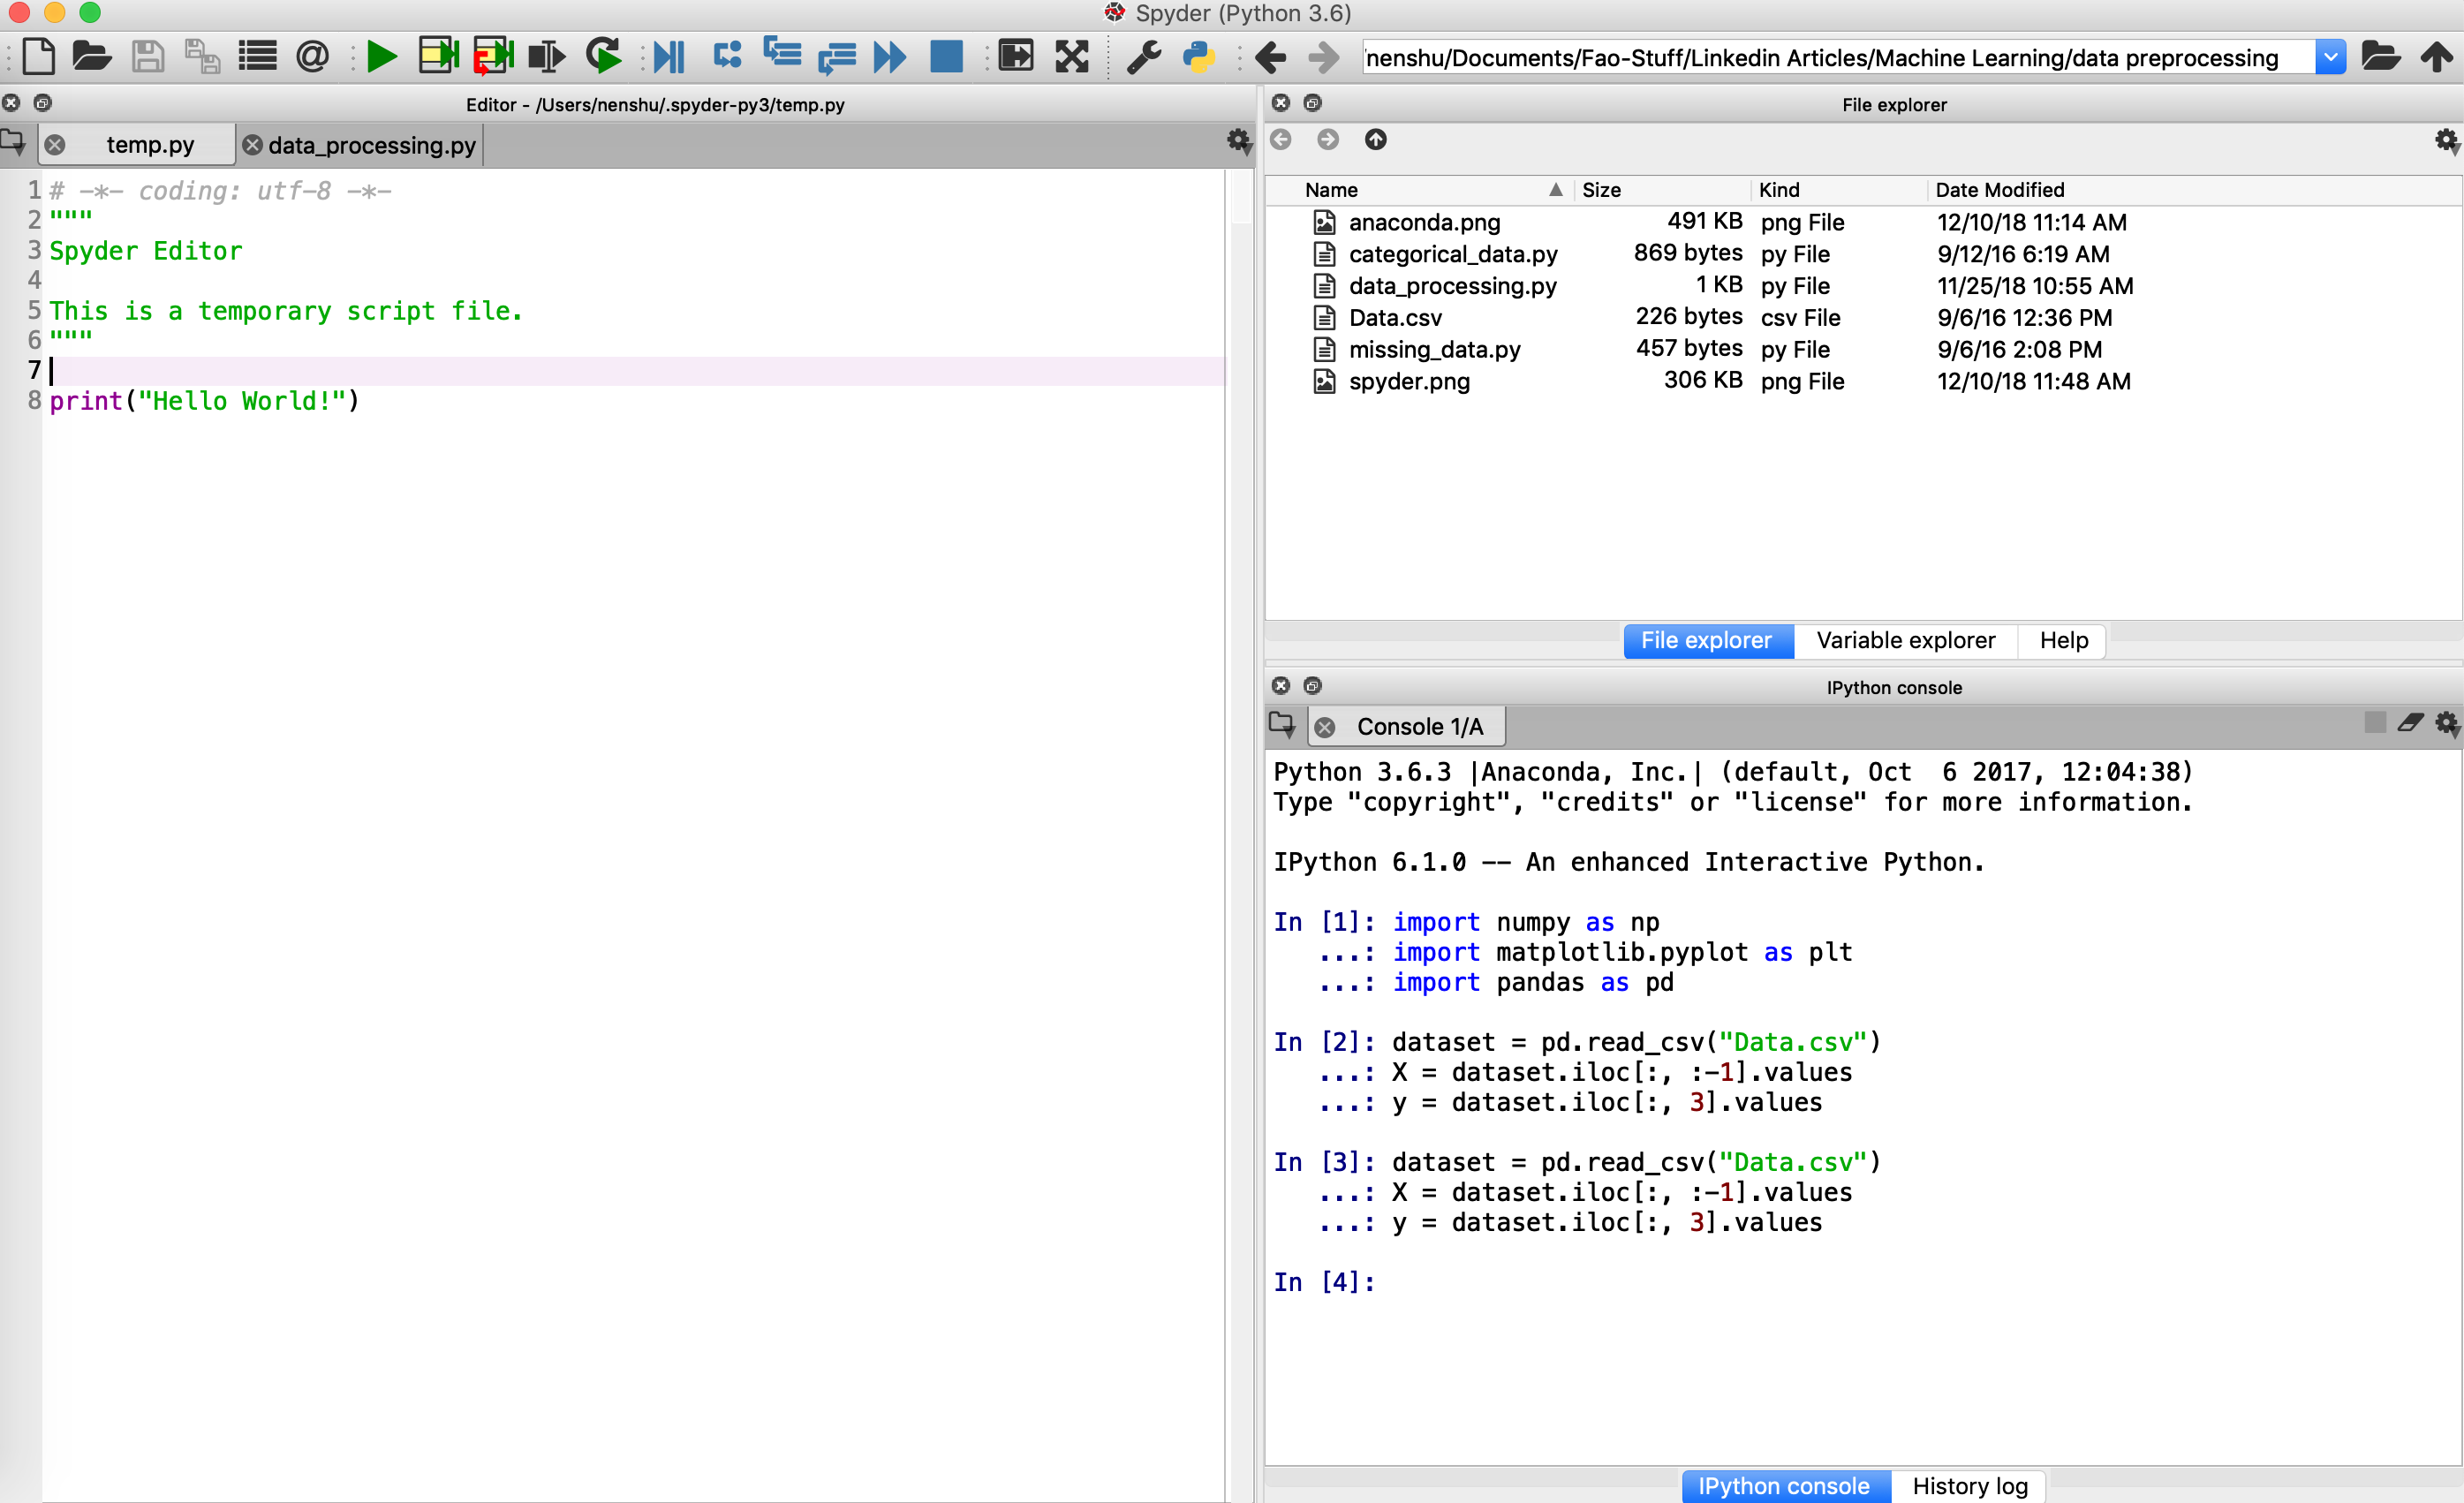 Spyder (Python 3.6)
'nenshu/Documents/Fao-Stuff/Linkedin Articles/Machine Learning/data preprocessing
Editor - /Users/nenshu/.spyder-py3/temp.py
temp.py
data_processing.py
1 # -*- coding: utf-8 -*-
2 """
3 Spyder Editor
4
5 This is a temporary script file.
6 """
7
8 print("Hello World!")
File explorer
Name Size Kind Date Modified
anaconda.png 491 KB png File 12/10/18 11:14 AM
categorical_data.py 869 bytes py File 9/12/16 6:19 AM
data_processing.py 1 KB py File 11/25/18 10:55 AM
Data.csv 226 bytes csv File 9/6/16 12:36 PM
missing_data.py 457 bytes py File 9/6/16 2:08 PM
spyder.png 306 KB png File 12/10/18 11:48 AM
File explorer Variable explorer Help
IPython console
Console 1/A
Python 3.6.3 |Anaconda, Inc.| (default, Oct  6 2017, 12:04:38)
Type "copyright", "credits" or "license" for more information.
IPython 6.1.0 -- An enhanced Interactive Python.
In [1]: import numpy as np
...: import matplotlib.pyplot as plt
...: import pandas as pd
In [2]: dataset = pd.read_csv("Data.csv")
...: X = dataset.iloc[:, :-1].values
...: y = dataset.iloc[:, 3].values
In [3]: dataset = pd.read_csv("Data.csv")
...: X = dataset.iloc[:, :-1].values
...: y = dataset.iloc[:, 3].values
In [4]:
IPython console History log